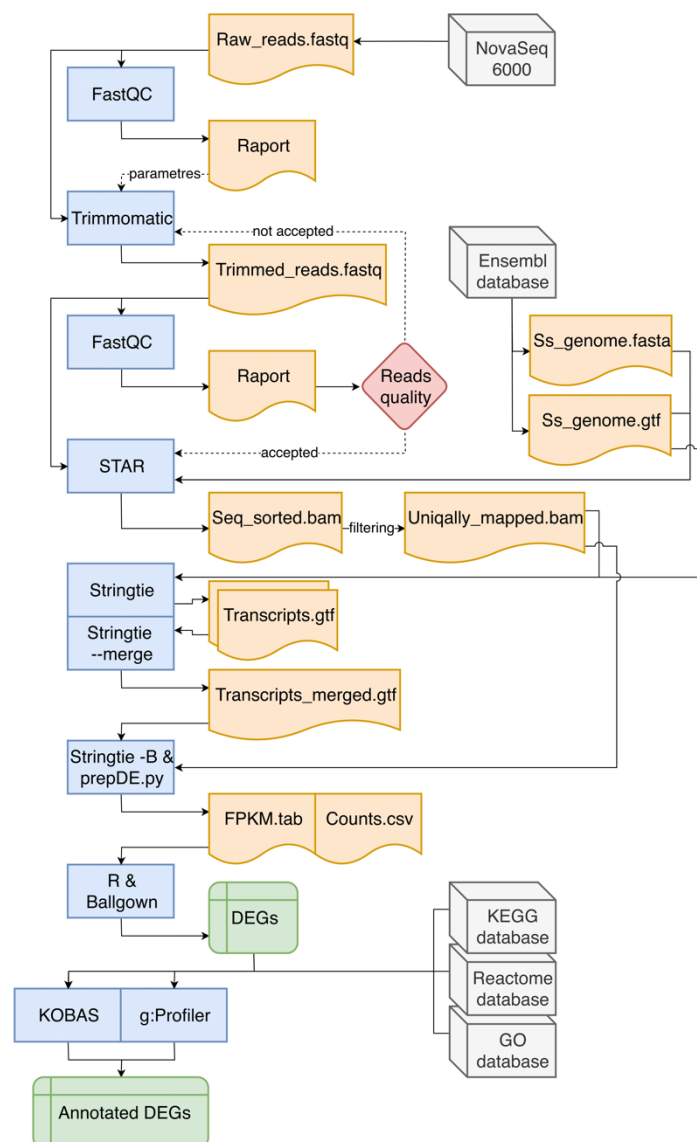 Raw_reads.fastq
NovaSeq
6000
FastQC
Raport
parametres
Trimmomatic
not accepted
Trimmed_reads.fastq
Ensembl
database
FastQC
Ss_genome.fasta
Raport
Reads
quality
Ss_genome.gtf
accepted
STAR
Seq_sorted.bam
filtering
Uniqally_mapped.bam
Stringtie
Transcripts.gtf
Stringtie
--merge
Transcripts_merged.gtf
Stringtie -B &
prepDE.py
FPKM.tab
Counts.csv
R &
Ballgown
DEGs
KEGG
database
Reactome
database
KOBAS
g:Profiler
GO
database
Annotated DEGs